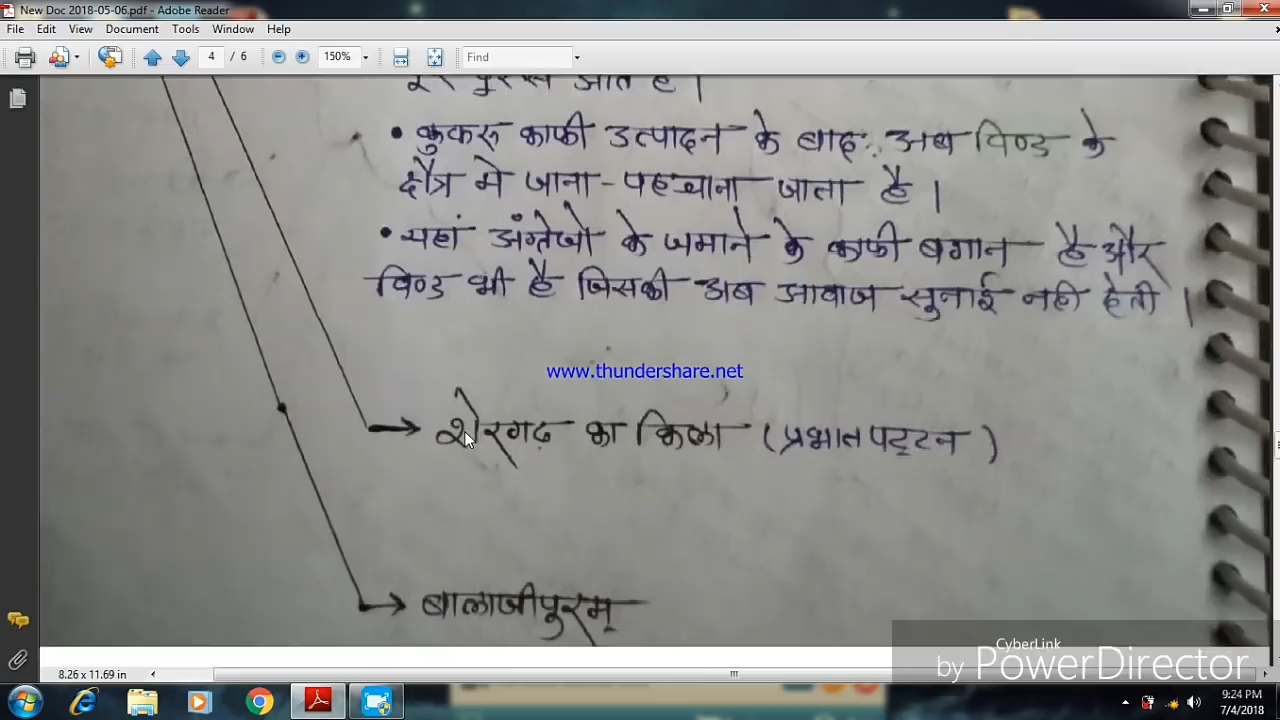 New Doc 2018-05-06.pdf - Adobe Reader
File Edit View Document Tools Window Help
4 / 6 150% Find
• कुकरू काफी उत्पादन के बाद अब विण्ड के
क्षैत्र मे जाना-पहचाना जाता है।
• यहां अंग्रेजो के जमाने के काफी बगान है और
विण्ड भी है जिसकी अब आवाज सुनाई नही देती।
www.thundershare.net
→ शेरगढ़ का किला (प्रभातपट्टन)
→ बालाजीपुरम्
8.26 x 11.69 in
CyberLink
by PowerDirector
9:24 PM
7/4/2018